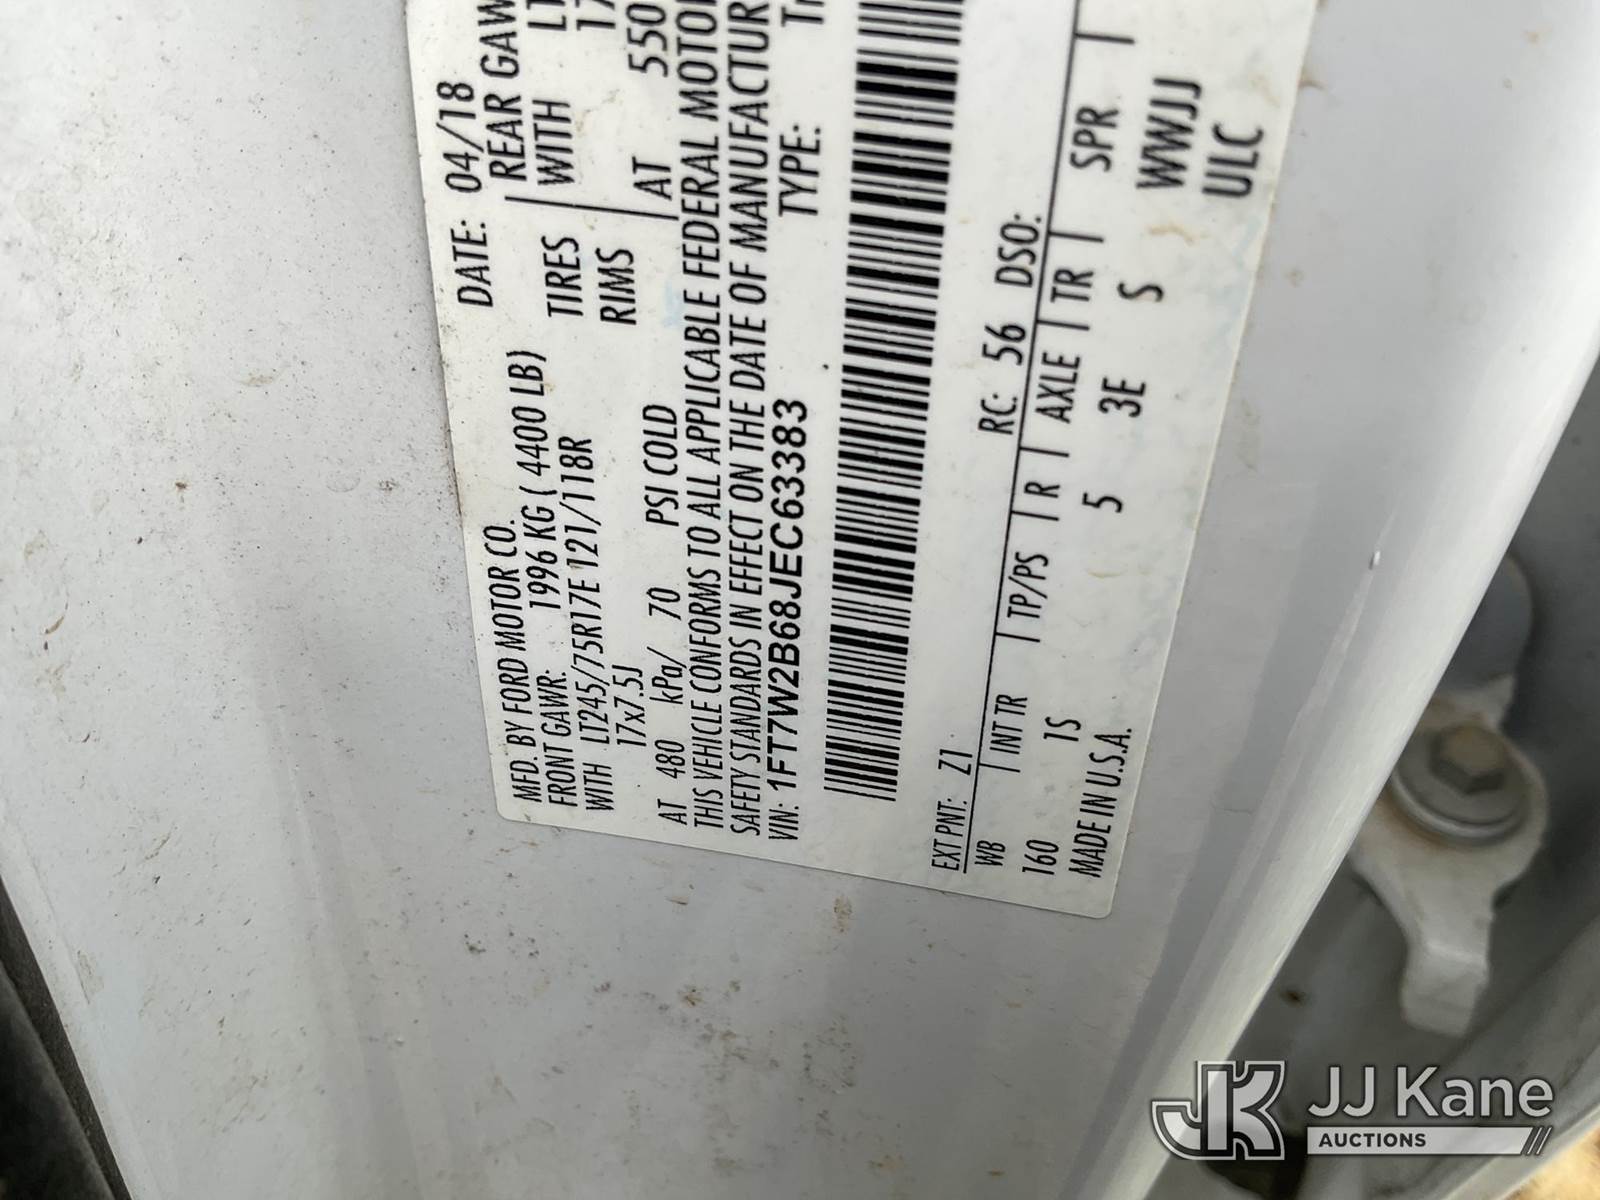 MFD. BY FORD MOTOR CO.
DATE: 04/18
FRONT GAWR: 1996 KG ( 4400 LB)
REAR GAW
WITH LT245/75R17E 121/118R
TIRES
WITH LT
17x7.5J
RIMS
17
AT 480 kPa/ 70 PSI COLD
AT 550
THIS VEHICLE CONFORMS TO ALL APPLICABLE FEDERAL MOTOR
SAFETY STANDARDS IN EFFECT ON THE DATE OF MANUFACTUR
VIN: 1FT7W2B68JEC63383
TYPE:
EXT PNT: Z1
RC: 56 DSO:
WB | INT TR | TP/PS | R | AXLE | TR | SPR |
160 1S 5 3E S WWJJ
MADE IN U.S.A.
ULC
JK JJ Kane
AUCTIONS